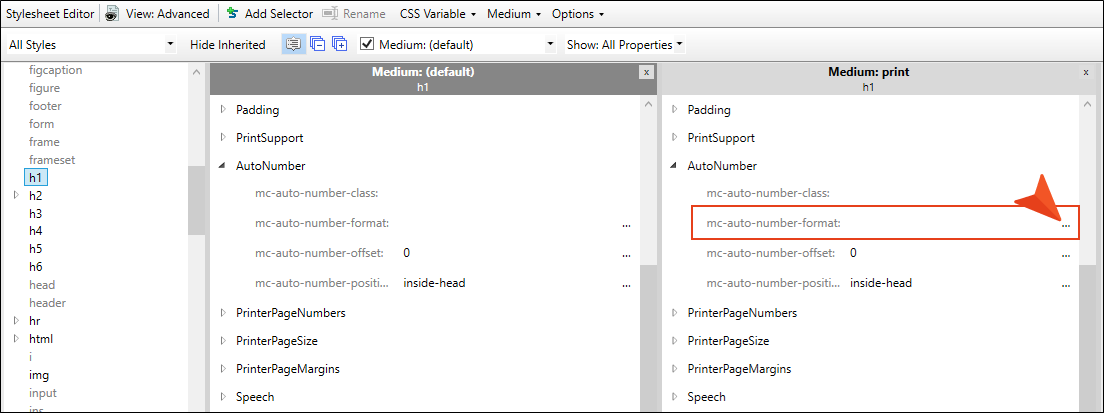 Stylesheet Editor View: Advanced Add Selector Rename CSS Variable Medium Options
All Styles Hide Inherited Medium: (default) Show: All Properties
figcaption
figure
footer
form
frame
frameset
h1
h2
h3
h4
h5
h6
head
header
hr
html
i
img
input
ins
Medium: (default) x
h1
Padding
PrintSupport
AutoNumber
mc-auto-number-class:
mc-auto-number-format: ...
mc-auto-number-offset: 0 ...
mc-auto-number-positi... inside-head ...
PrinterPageNumbers
PrinterPageSize
PrinterPageMargins
Speech
Medium: print x
h1
Padding
PrintSupport
AutoNumber
mc-auto-number-class:
mc-auto-number-format: ...
mc-auto-number-offset: 0 ...
mc-auto-number-positi... inside-head ...
PrinterPageNumbers
PrinterPageSize
PrinterPageMargins
Speech